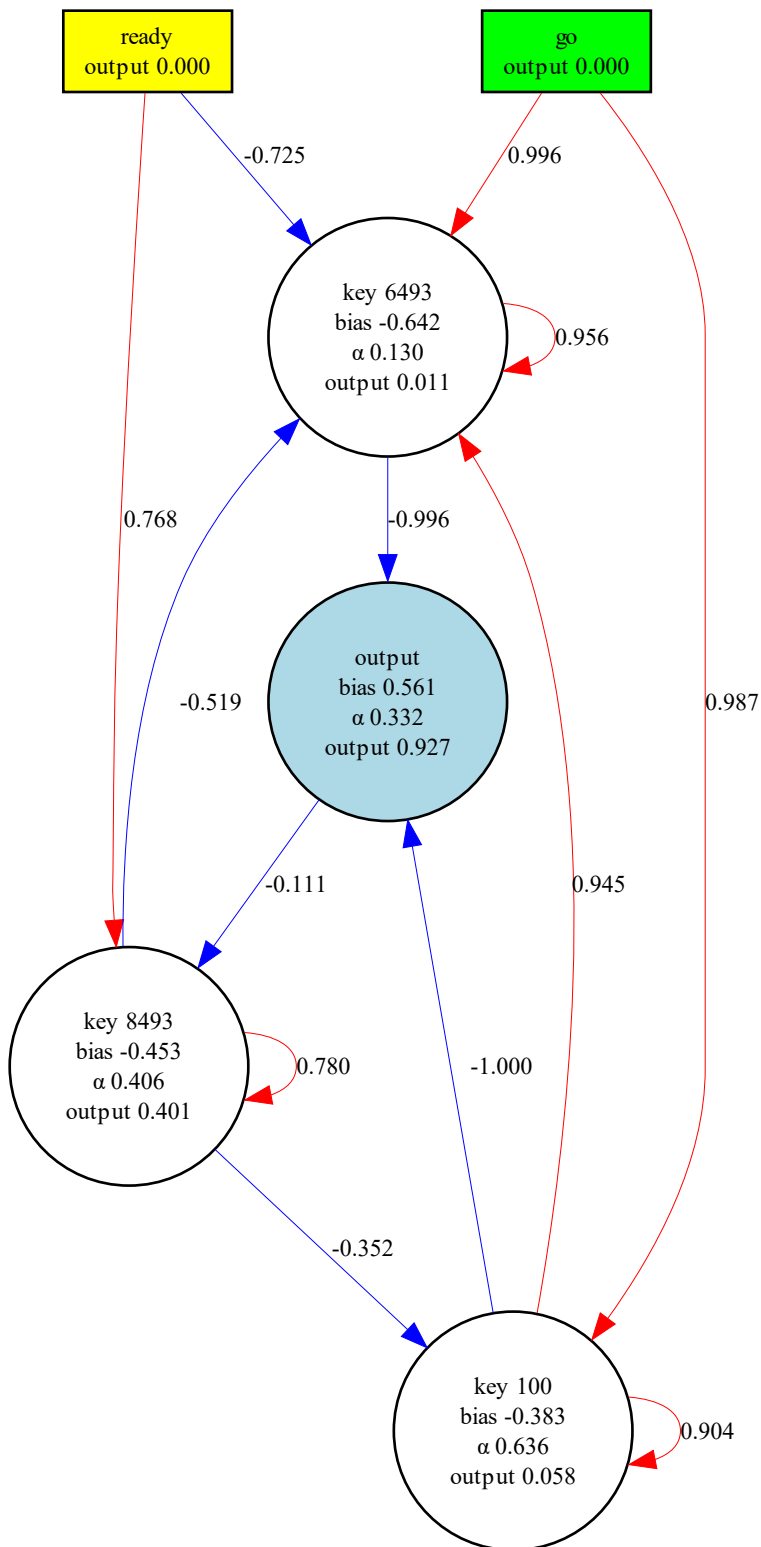 ready
output 0.000
go
output 0.000
-0.725
0.996
key 6493
bias -0.642
α 0.130
output 0.011
0.956
0.768
-0.996
-0.519
output
bias 0.561
α 0.332
output 0.927
0.987
-0.111
0.945
key 8493
bias -0.453
α 0.406
output 0.401
0.780
-1.000
-0.352
key 100
bias -0.383
α 0.636
output 0.058
0.904